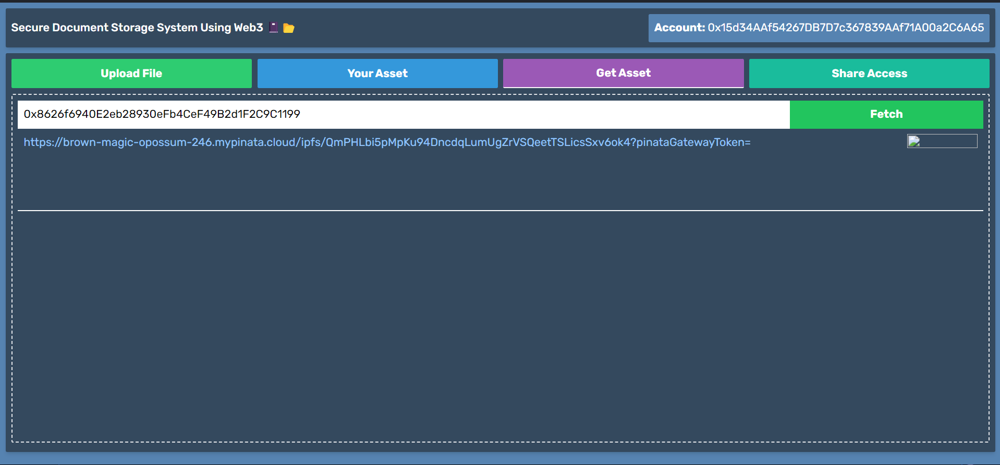 Secure Document Storage System Using Web3
Account: 0x15d34AAf54267DB7D7c367839AAf71A00a2C6A65
Upload File
Your Asset
Get Asset
Share Access
0x8626f6940E2eb28930eFb4CeF49B2d1F2C9C1199
Fetch
https://brown-magic-opossum-246.mypinata.cloud/ipfs/QmPHLbi5pMpKu94DncdqLumUgZrVSQeetTSLicsSxv6ok4?pinataGatewayToken=